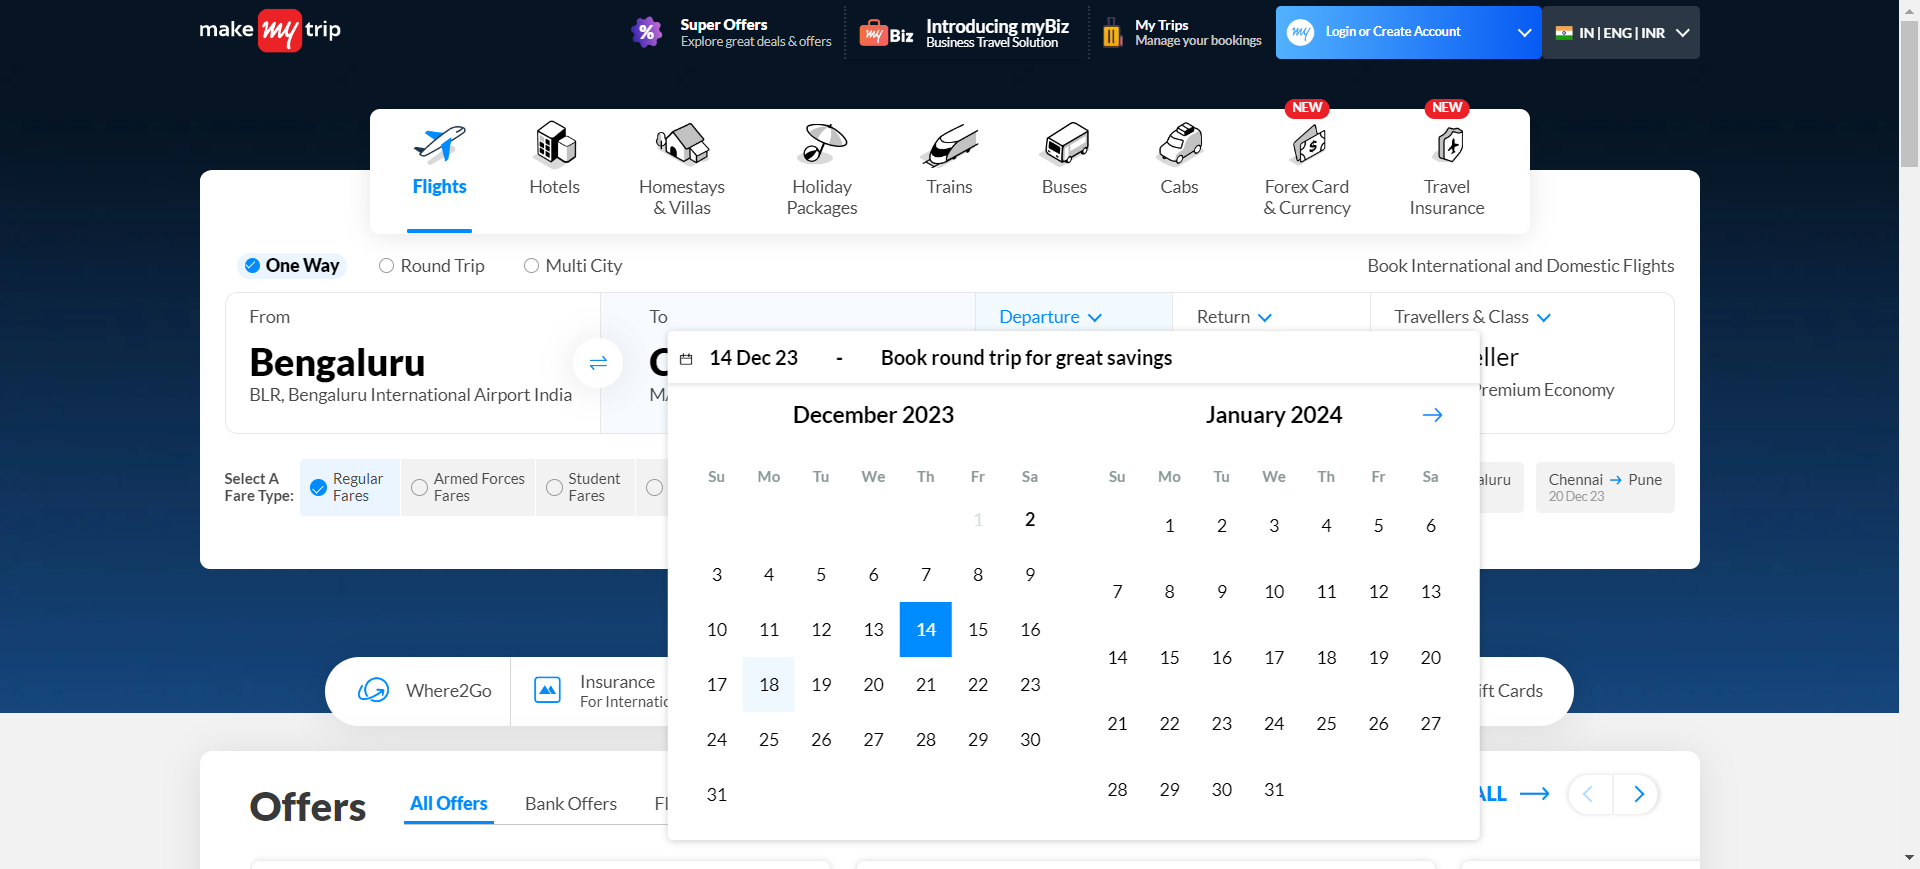 make my trip
%
Super Offers
Explore great deals & offers
my Biz
Introducing myBiz
Business Travel Solution
My Trips
Manage your bookings
my
Login or Create Account
IN | ENG | INR
Flights
Hotels
Homestays
& Villas
Holiday
Packages
Trains
Buses
Cabs
NEW
Forex Card
& Currency
NEW
Travel
Insurance
One Way
Round Trip
Multi City
Book International and Domestic Flights
From
Bengaluru
BLR, Bengaluru International Airport India
To
Departure
Return
Travellers & Class
Premium Economy
14 Dec 23
-
Book round trip for great savings
December 2023
Su Mo Tu We Th Fr Sa
1 2
3 4 5 6 7 8 9
10 11 12 13 14 15 16
17 18 19 20 21 22 23
24 25 26 27 28 29 30
31
January 2024
Su Mo Tu We Th Fr Sa
1 2 3 4 5 6
7 8 9 10 11 12 13
14 15 16 17 18 19 20
21 22 23 24 25 26 27
28 29 30 31
Select A
Fare Type:
Regular
Fares
Armed Forces
Fares
Student
Fares
Chennai → Pune
20 Dec 23
Where2Go
Insurance
For
Cards
Offers
All Offers
Bank Offers